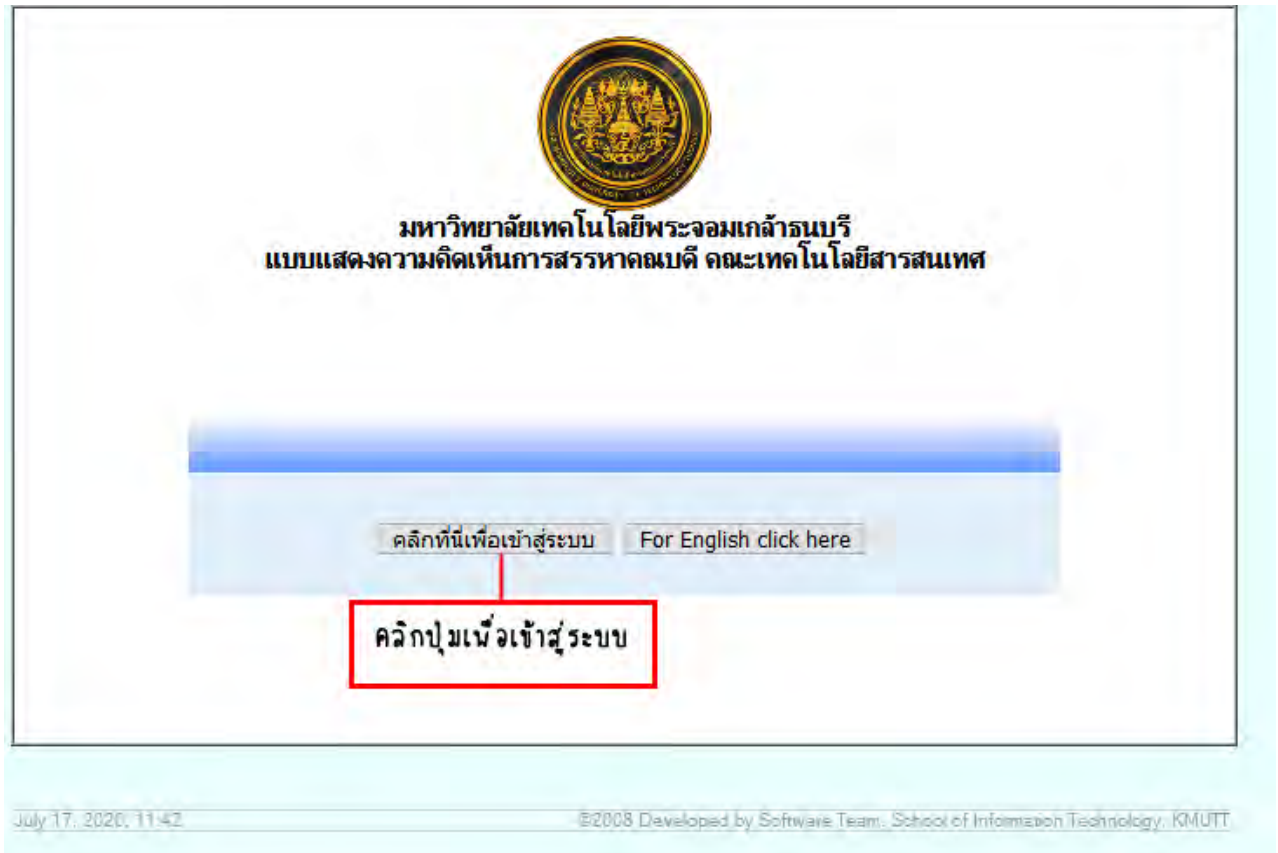 มหาวิทยาลัยเทคโนโลยีพระจอมเกล้าธนบุรี
แบบแสดงความคิดเห็นการสรรหาคณบดี คณะเทคโนโลยีสารสนเทศ
คลิกที่นี่เพื่อเข้าสู่ระบบ For English click here
คลิกปุ่มเพื่อเข้าสู่ระบบ
July 17, 2020, 11:42 ©2008 Developed by Software Team, School of Information Technology, KMUTT